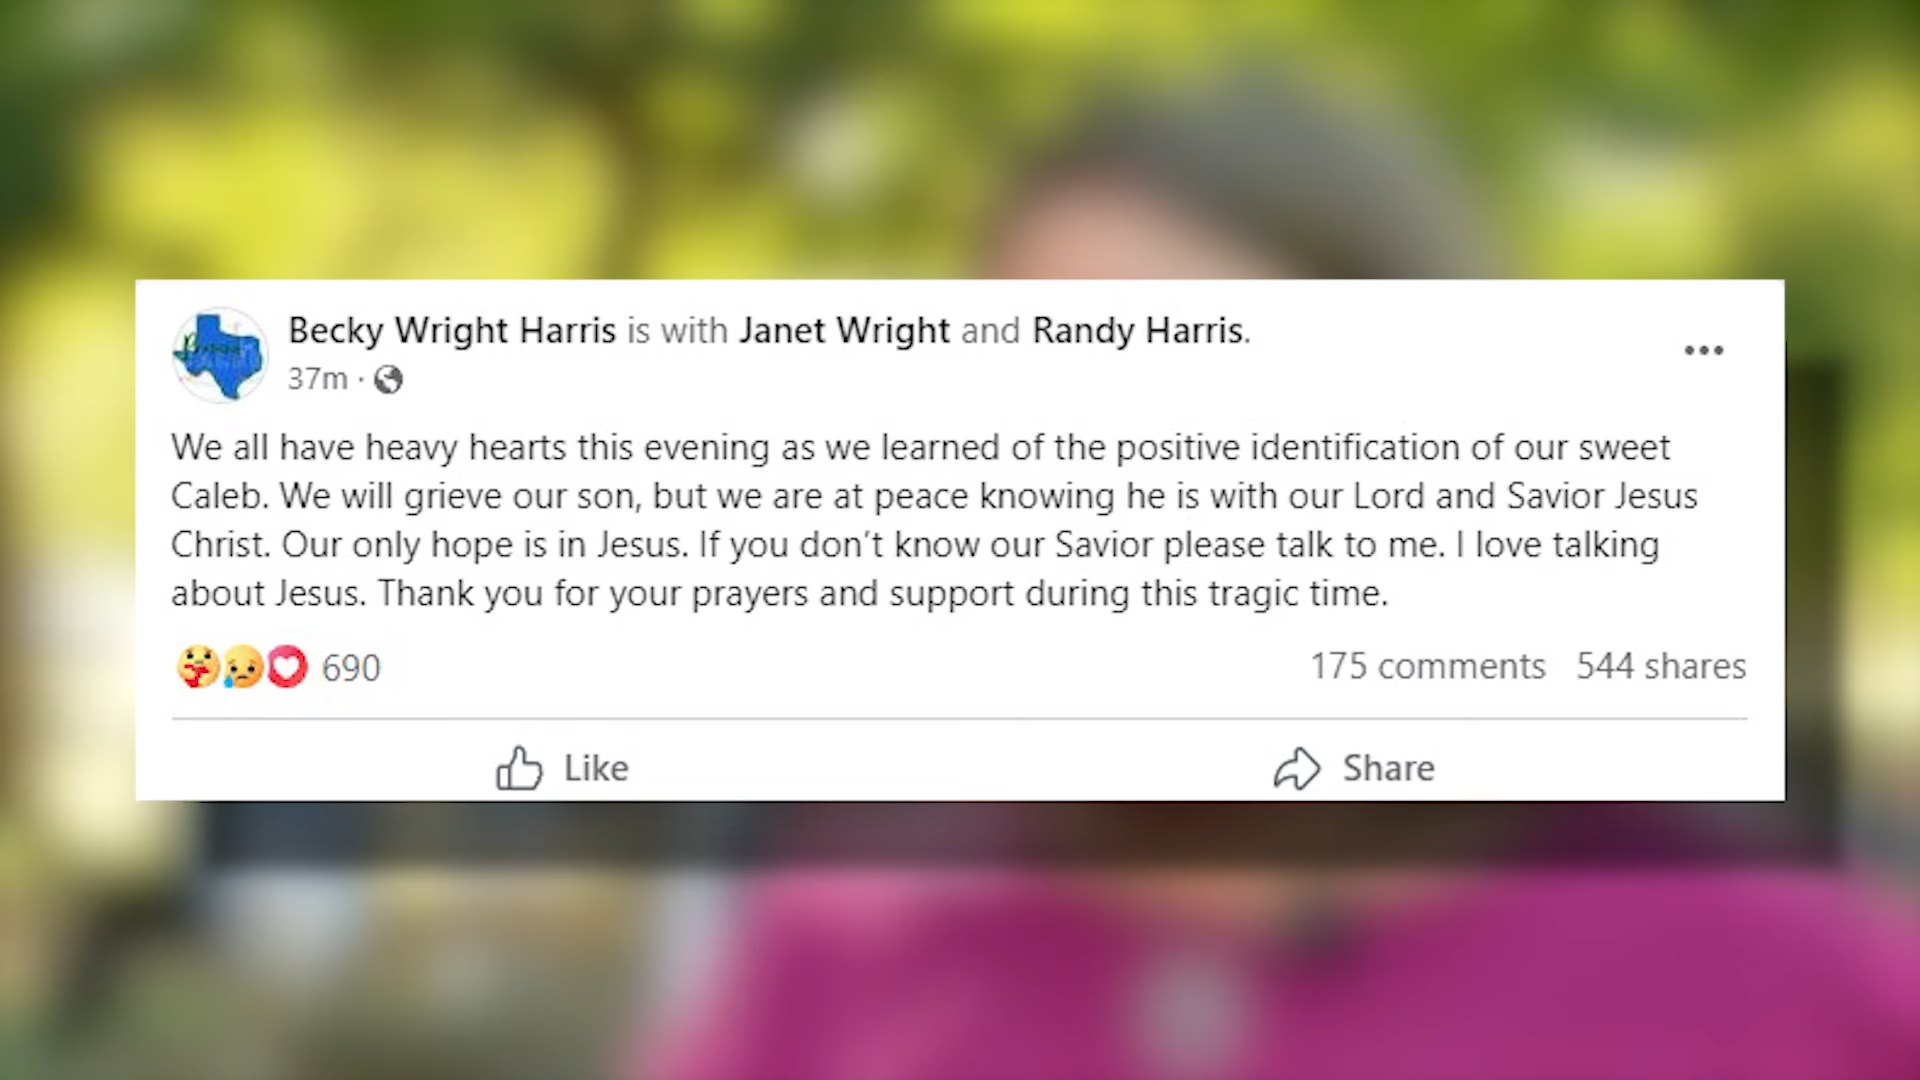 Becky Wright Harris is with Janet Wright and Randy Harris.
37m ·
We all have heavy hearts this evening as we learned of the positive identification of our sweet
Caleb. We will grieve our son, but we are at peace knowing he is with our Lord and Savior Jesus
Christ. Our only hope is in Jesus. If you don’t know our Savior please talk to me. I love talking
about Jesus. Thank you for your prayers and support during this tragic time.
690 175 comments 544 shares
Like Share